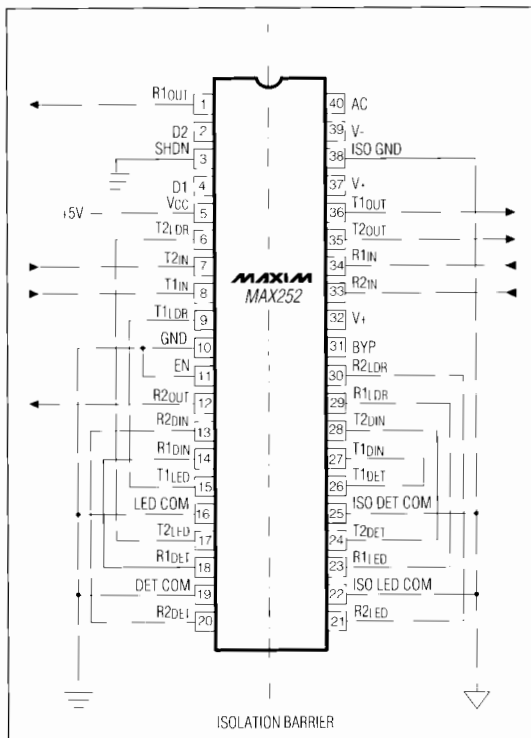 R1OUT 1 40 AC
D2 2 39 V-
SHDN 3 38 ISO GND
D1 4 37 V+
+5V VCC 5 36 T1OUT
T2LDR 6 35 T2OUT
T2IN 7 34 R1IN
T1IN 8 33 R2IN
T1LDR 9 32 V+
GND 10 31 BYP
EN 11 30 R2LDR
R2OUT 12 29 R1LDR
R2DIN 13 28 T2DIN
R1DIN 14 27 T1DIN
T1LED 15 26 T1DET
LED COM 16 25 ISO DET COM
T2LED 17 24 T2DET
R1DET 18 23 R1LED
DET COM 19 22 ISO LED COM
R2DET 20 21 R2LED
MAXIM
MAX252
ISOLATION BARRIER